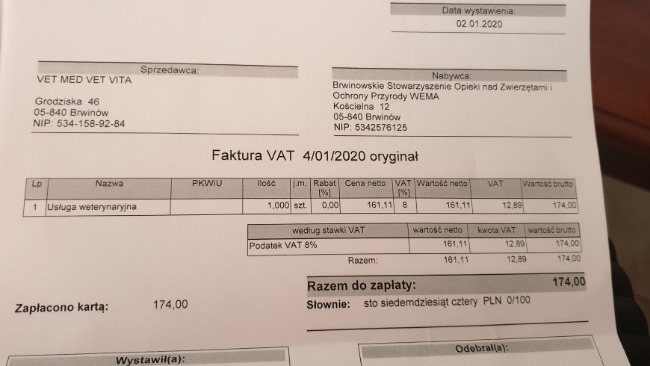 Data wystawienia:
02.01.2020
Sprzedawca:
VET MED VET VITA
Grodziska 46
05-840 Brwinów
NIP: 534-158-92-84
Nabywca:
Brwinowskie Stowarzyszenie Opieki nad Zwierzętami i
Ochrony Przyrody WEMA
Kościelna 12
05-840 Brwinów
NIP: 5342576125
Faktura VAT 4/01/2020 oryginał
Lp Nazwa PKWiU Ilość j.m. Rabat [%] Cena netto VAT [%] Wartość netto VAT Wartość brutto
1 Usługa weterynaryjna 1,000 szt. 0,00 161,11 8 161,11 12,89 174,00
według stawki VAT wartość netto kwota VAT wartość brutto
Podatek VAT 8% 161,11 12,89 174,00
Razem: 161,11 12,89 174,00
Razem do zapłaty: 174,00
Zapłacono kartą: 174,00
Słownie: sto siedemdziesiąt cztery PLN 0/100
Wystawił(a):
Odebrał(a):